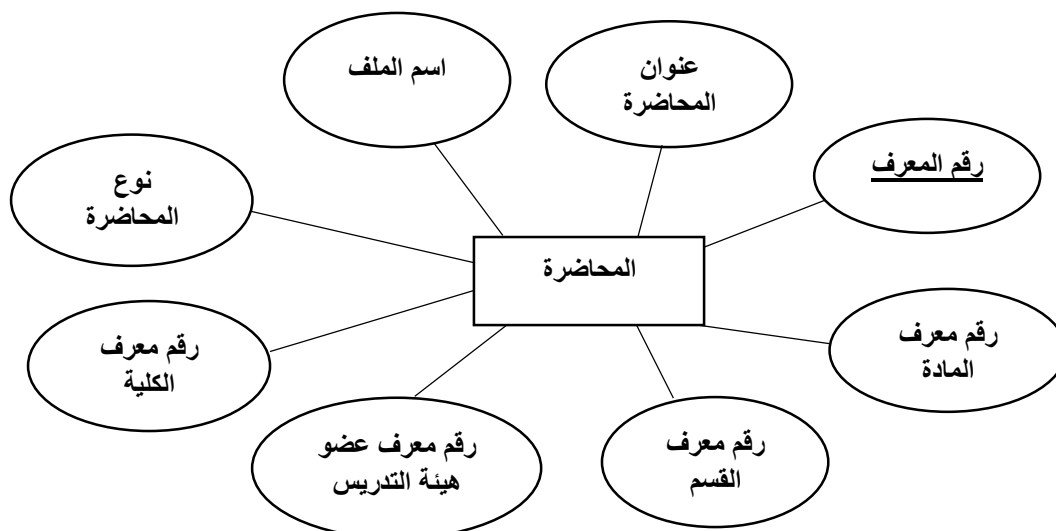 اسم الملف
عنوان
المحاضرة
رقم المعرف
نوع
المحاضرة
المحاضرة
رقم معرف
الكلية
رقم معرف
المادة
رقم معرف عضو
هيئة التدريس
رقم معرف
القسم